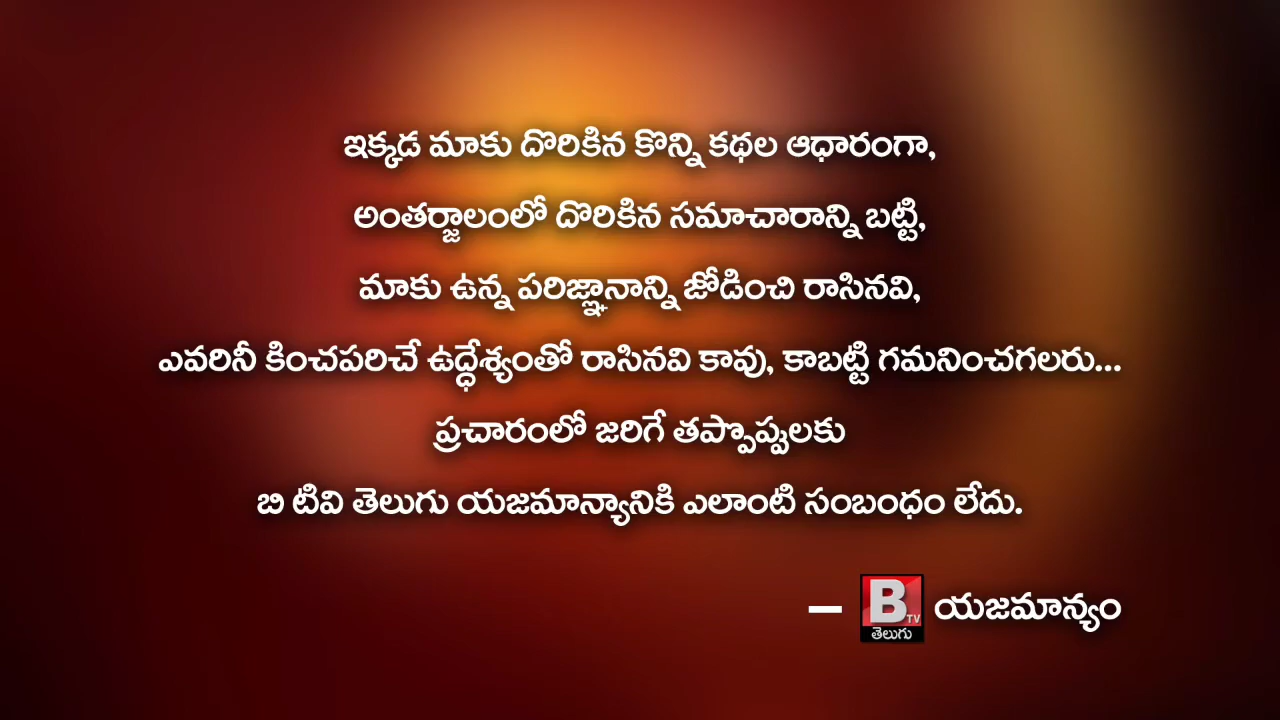 ఇక్కడ మాకు దొరికిన కొన్ని కథల ఆధారంగా,
అంతర్జాలంలో దొరికిన సమాచారాన్ని బట్టి,
మాకు ఉన్న పరిజ్ఞానాన్ని జోడించి రాసినవి,
ఎవరినీ కించపరిచే ఉద్ధేశ్యంతో రాసినవి కావు, కాబట్టి గమనించగలరు...
ప్రచారంలో జరిగే తప్పొప్పులకు
బి టివి తెలుగు యజమాన్యానికి ఎలాంటి సంబంధం లేదు.
– B TV తెలుగు యజమాన్యం